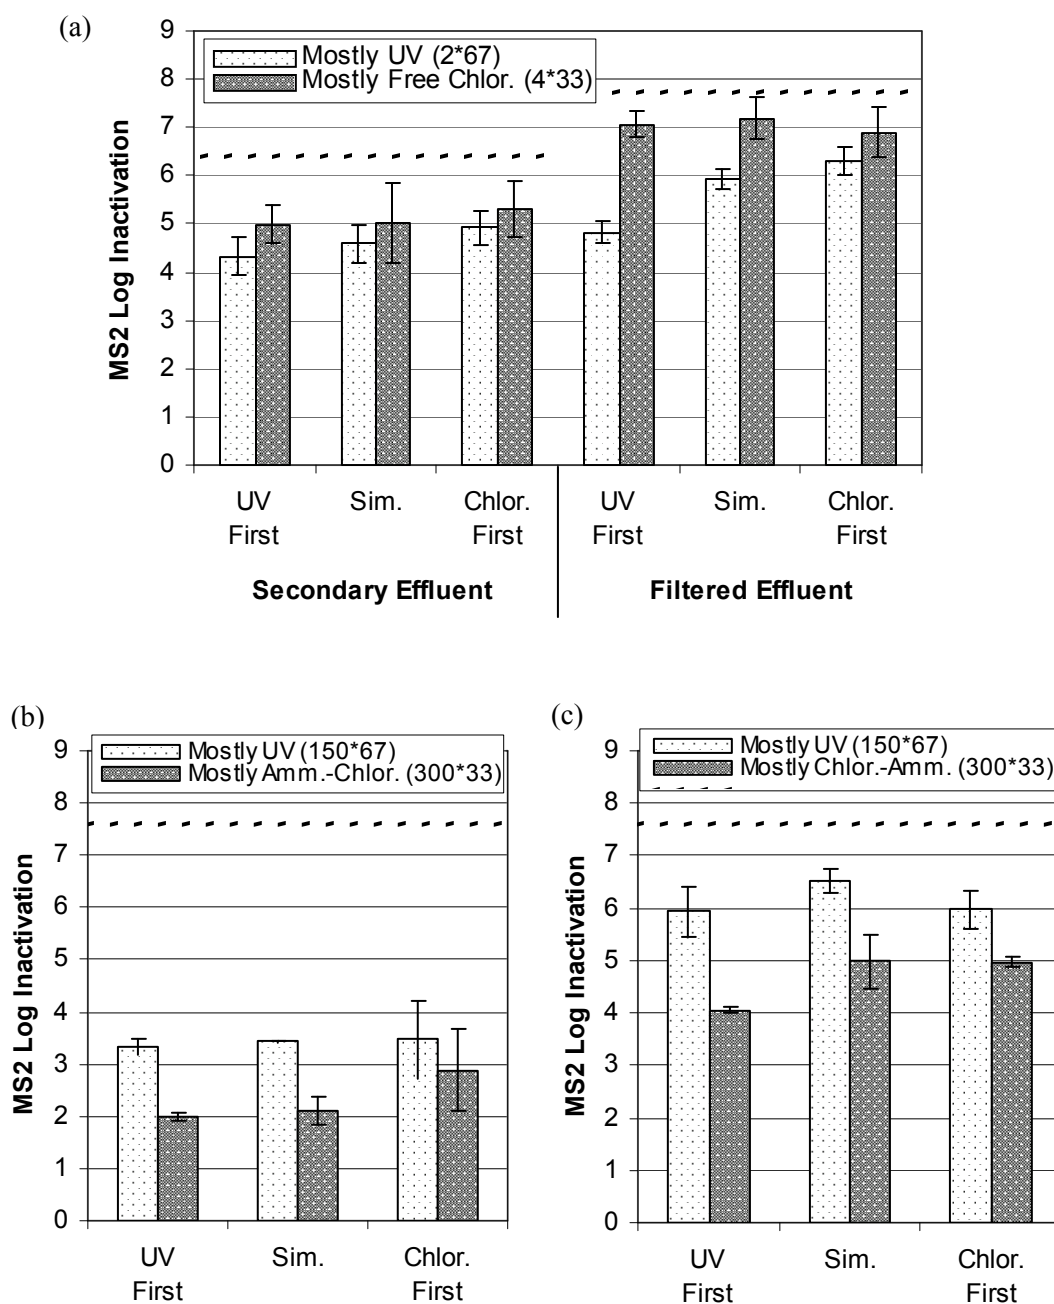 (a)
Mostly UV (2*67)
Mostly Free Chlor. (4*33)
MS2 Log Inactivation
9
8
7
6
5
4
3
2
1
0
UV First
Sim.
Chlor. First
UV First
Sim.
Chlor. First
Secondary Effluent
Filtered Effluent
(b)
Mostly UV (150*67)
Mostly Amm.-Chlor. (300*33)
MS2 Log Inactivation
9
8
7
6
5
4
3
2
1
0
UV First
Sim.
Chlor. First
(c)
Mostly UV (150*67)
Mostly Chlor.-Amm. (300*33)
MS2 Log Inactivation
9
8
7
6
5
4
3
2
1
0
UV First
Sim.
Chlor. First